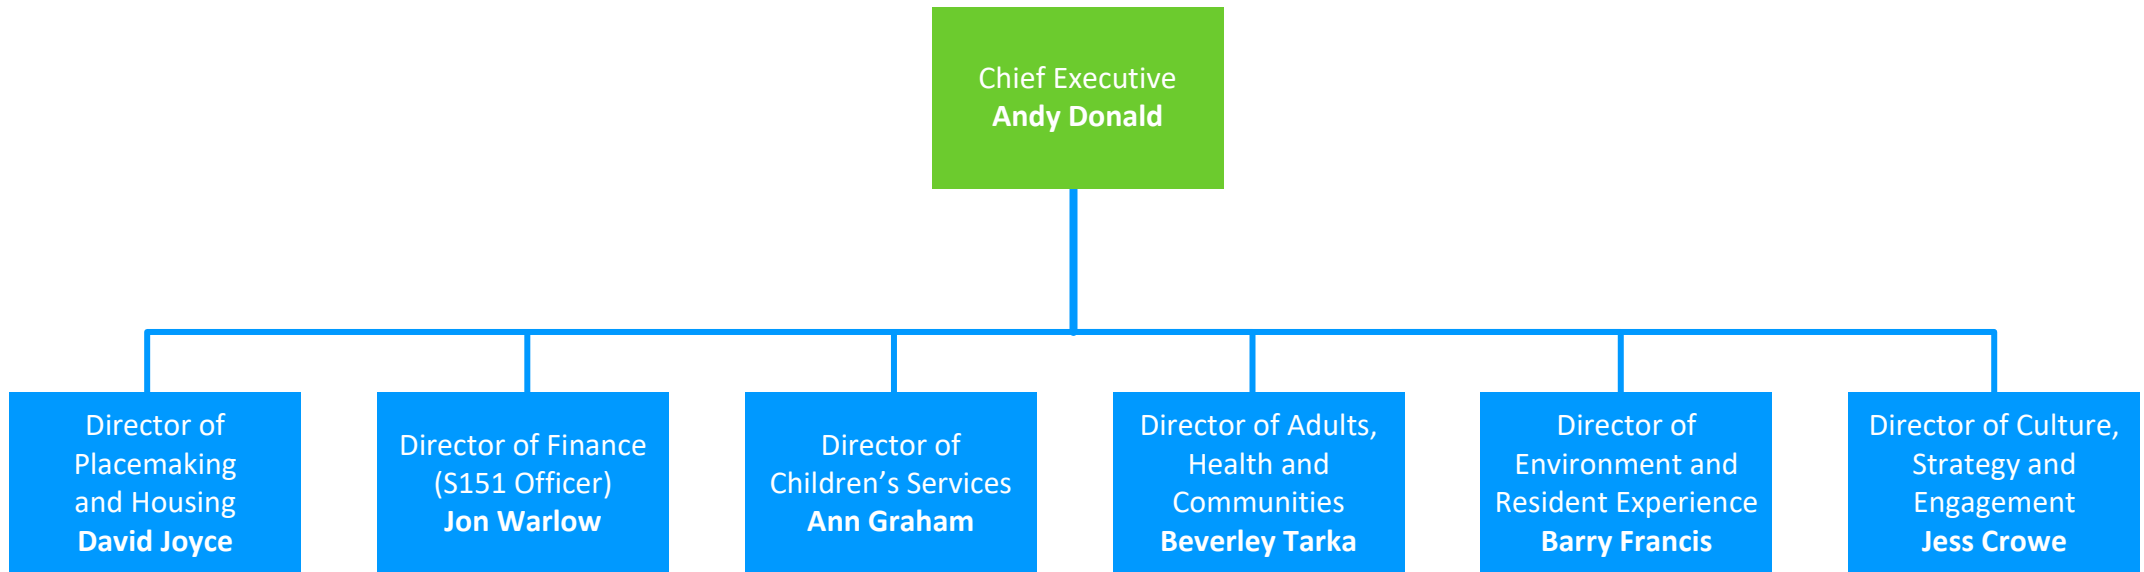 Chief Executive
Andy Donald
Director of
Placemaking
and Housing
David Joyce
Director of Finance
(S151 Officer)
Jon Warlow
Director of
Children’s Services
Ann Graham
Director of Adults,
Health and
Communities
Beverley Tarka
Director of
Environment and
Resident Experience
Barry Francis
Director of Culture,
Strategy and
Engagement
Jess Crowe